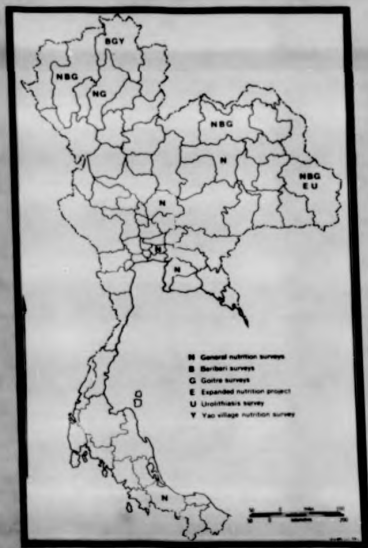 BGY
NBG
NG
NBG
N
NBG
EU
N
N
N
N General nutrition surveys
B Beriberi surveys
G Goitre surveys
E Expanded nutrition project
U Urolithiasis survey
Y Yao village nutrition survey
N